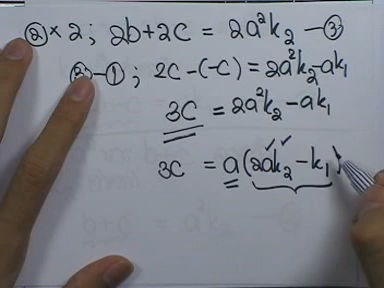 ② × 2 ; 2b + 2c = 2a²k₂ — ③
③ – ① ; 2c – (–c) = 2a²k₂ – ak₁
3c = 2a²k₂ – ak₁
3c = a(2ak₂ – k₁)